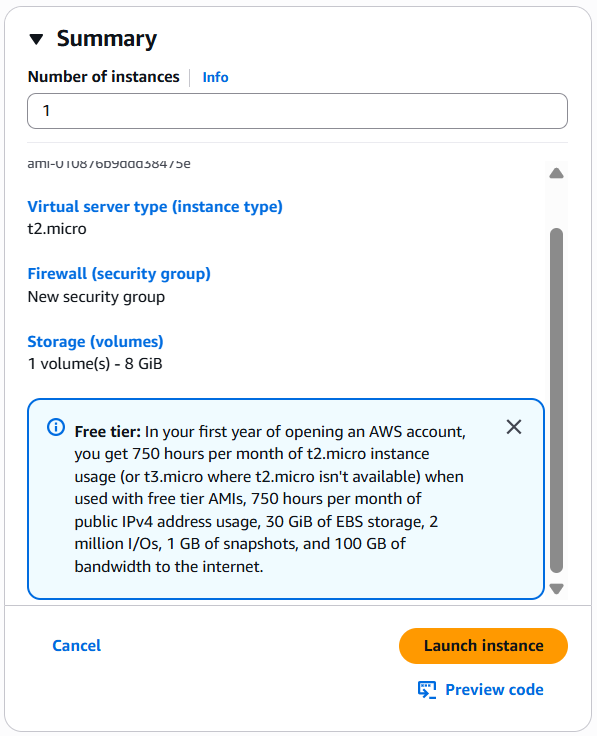 Summary
Number of instances Info
1
ami-010876b9ddd38475e
Virtual server type (instance type)
t2.micro
Firewall (security group)
New security group
Storage (volumes)
1 volume(s) - 8 GiB
Free tier: In your first year of opening an AWS account,
you get 750 hours per month of t2.micro instance
usage (or t3.micro where t2.micro isn't available) when
used with free tier AMIs, 750 hours per month of
public IPv4 address usage, 30 GiB of EBS storage, 2
million I/Os, 1 GB of snapshots, and 100 GB of
bandwidth to the internet.
Cancel
Launch instance
Preview code